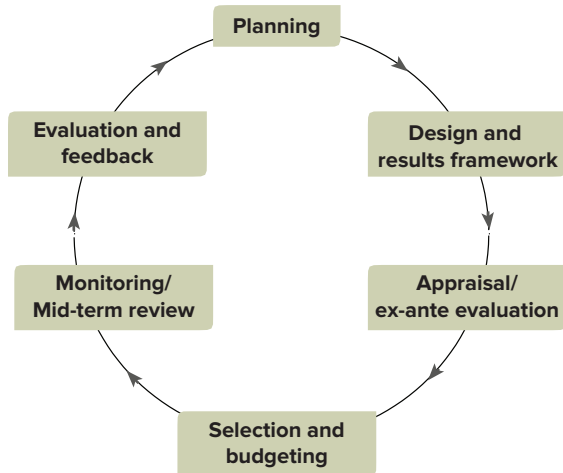 Planning
Design and
results framework
Appraisal/
ex-ante evaluation
Selection and
budgeting
Monitoring/
Mid-term review
Evaluation and
feedback